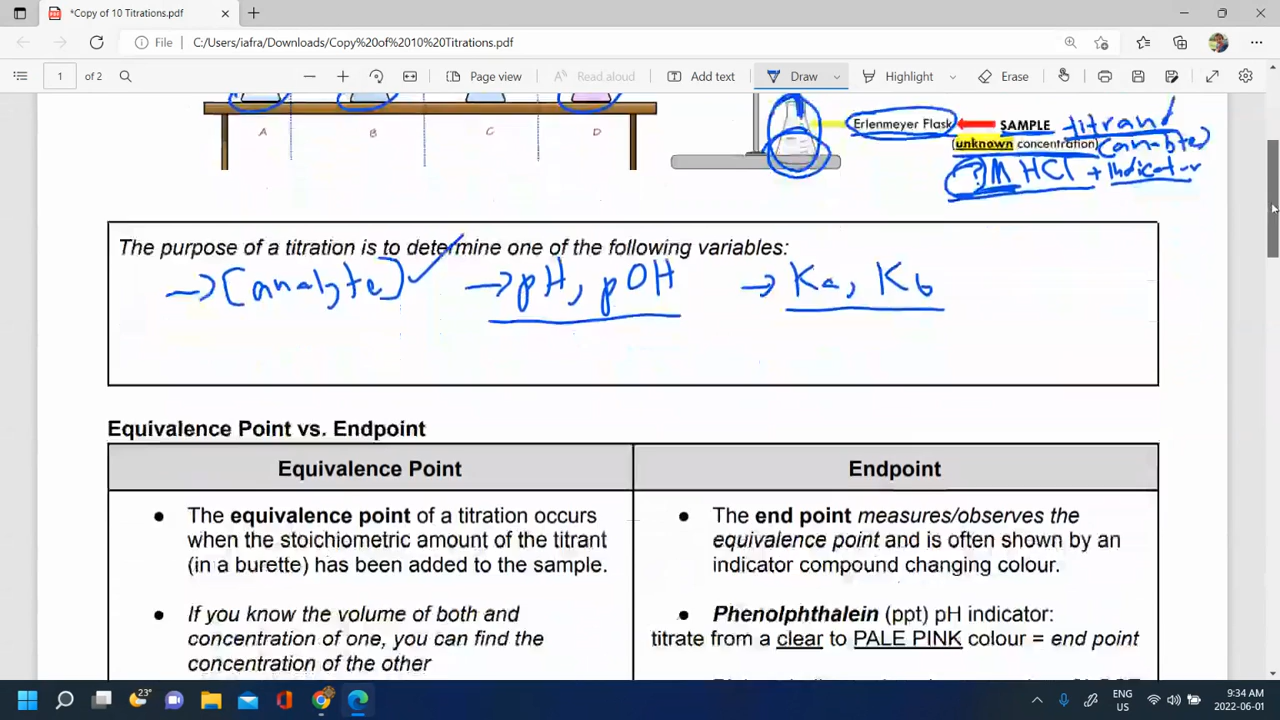 *Copy of 10 Titrations.pdf
File
C:/Users/iafra/Downloads/Copy%20of%2010%20Titrations.pdf
1 of 2
Page view
Read aloud
Add text
Draw
Highlight
Erase
A B C D
Erlenmeyer Flask
SAMPLE titrand
(unknown concentration) (analyte)
? M HCl + Indicator
The purpose of a titration is to determine one of the following variables:
→ [analyte] ✓ → pH, pOH → Ka, Kb
Equivalence Point vs. Endpoint
Equivalence Point
● The equivalence point of a titration occurs
when the stoichiometric amount of the titrant
(in a burette) has been added to the sample.
● If you know the volume of both and
concentration of one, you can find the
concentration of the other
Endpoint
● The end point measures/observes the
equivalence point and is often shown by an
indicator compound changing colour.
● Phenolphthalein (ppt) pH indicator:
titrate from a clear to PALE PINK colour = end point
23°
ENG
US
9:34 AM
2022-06-01